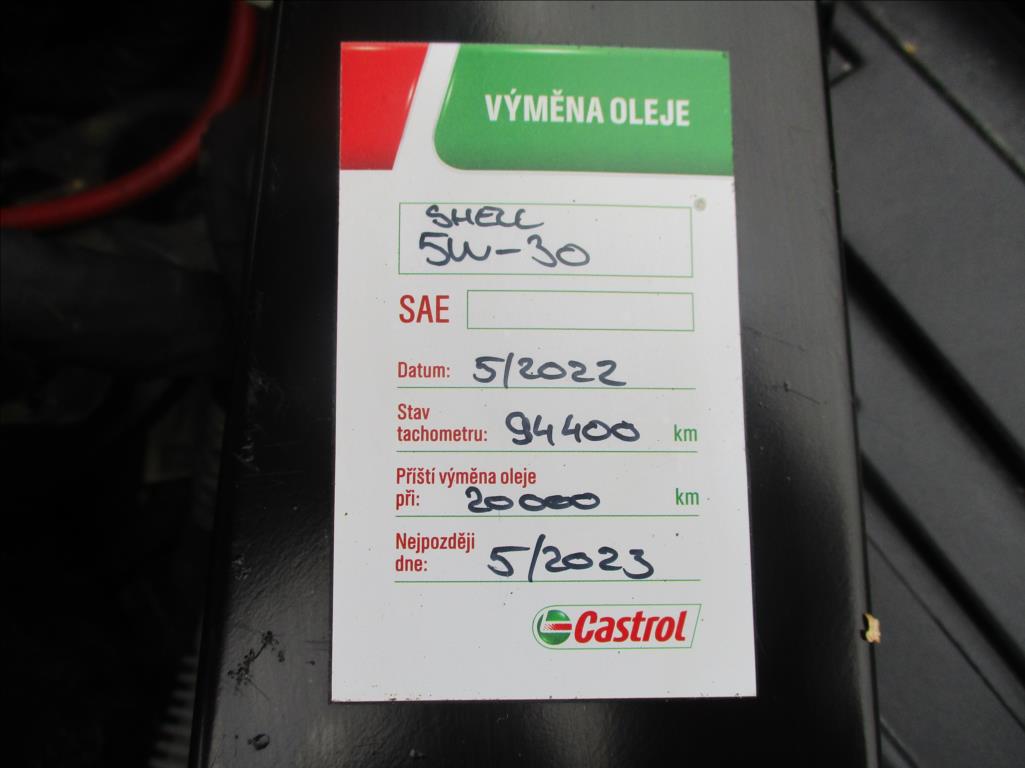 VÝMĚNA OLEJE
SHELL
5W-30
SAE
Datum: 5/2022
Stav
tachometru: 94400 km
Příští výměna oleje
při: 20000 km
Nejpozději
dne: 5/2023
Castrol